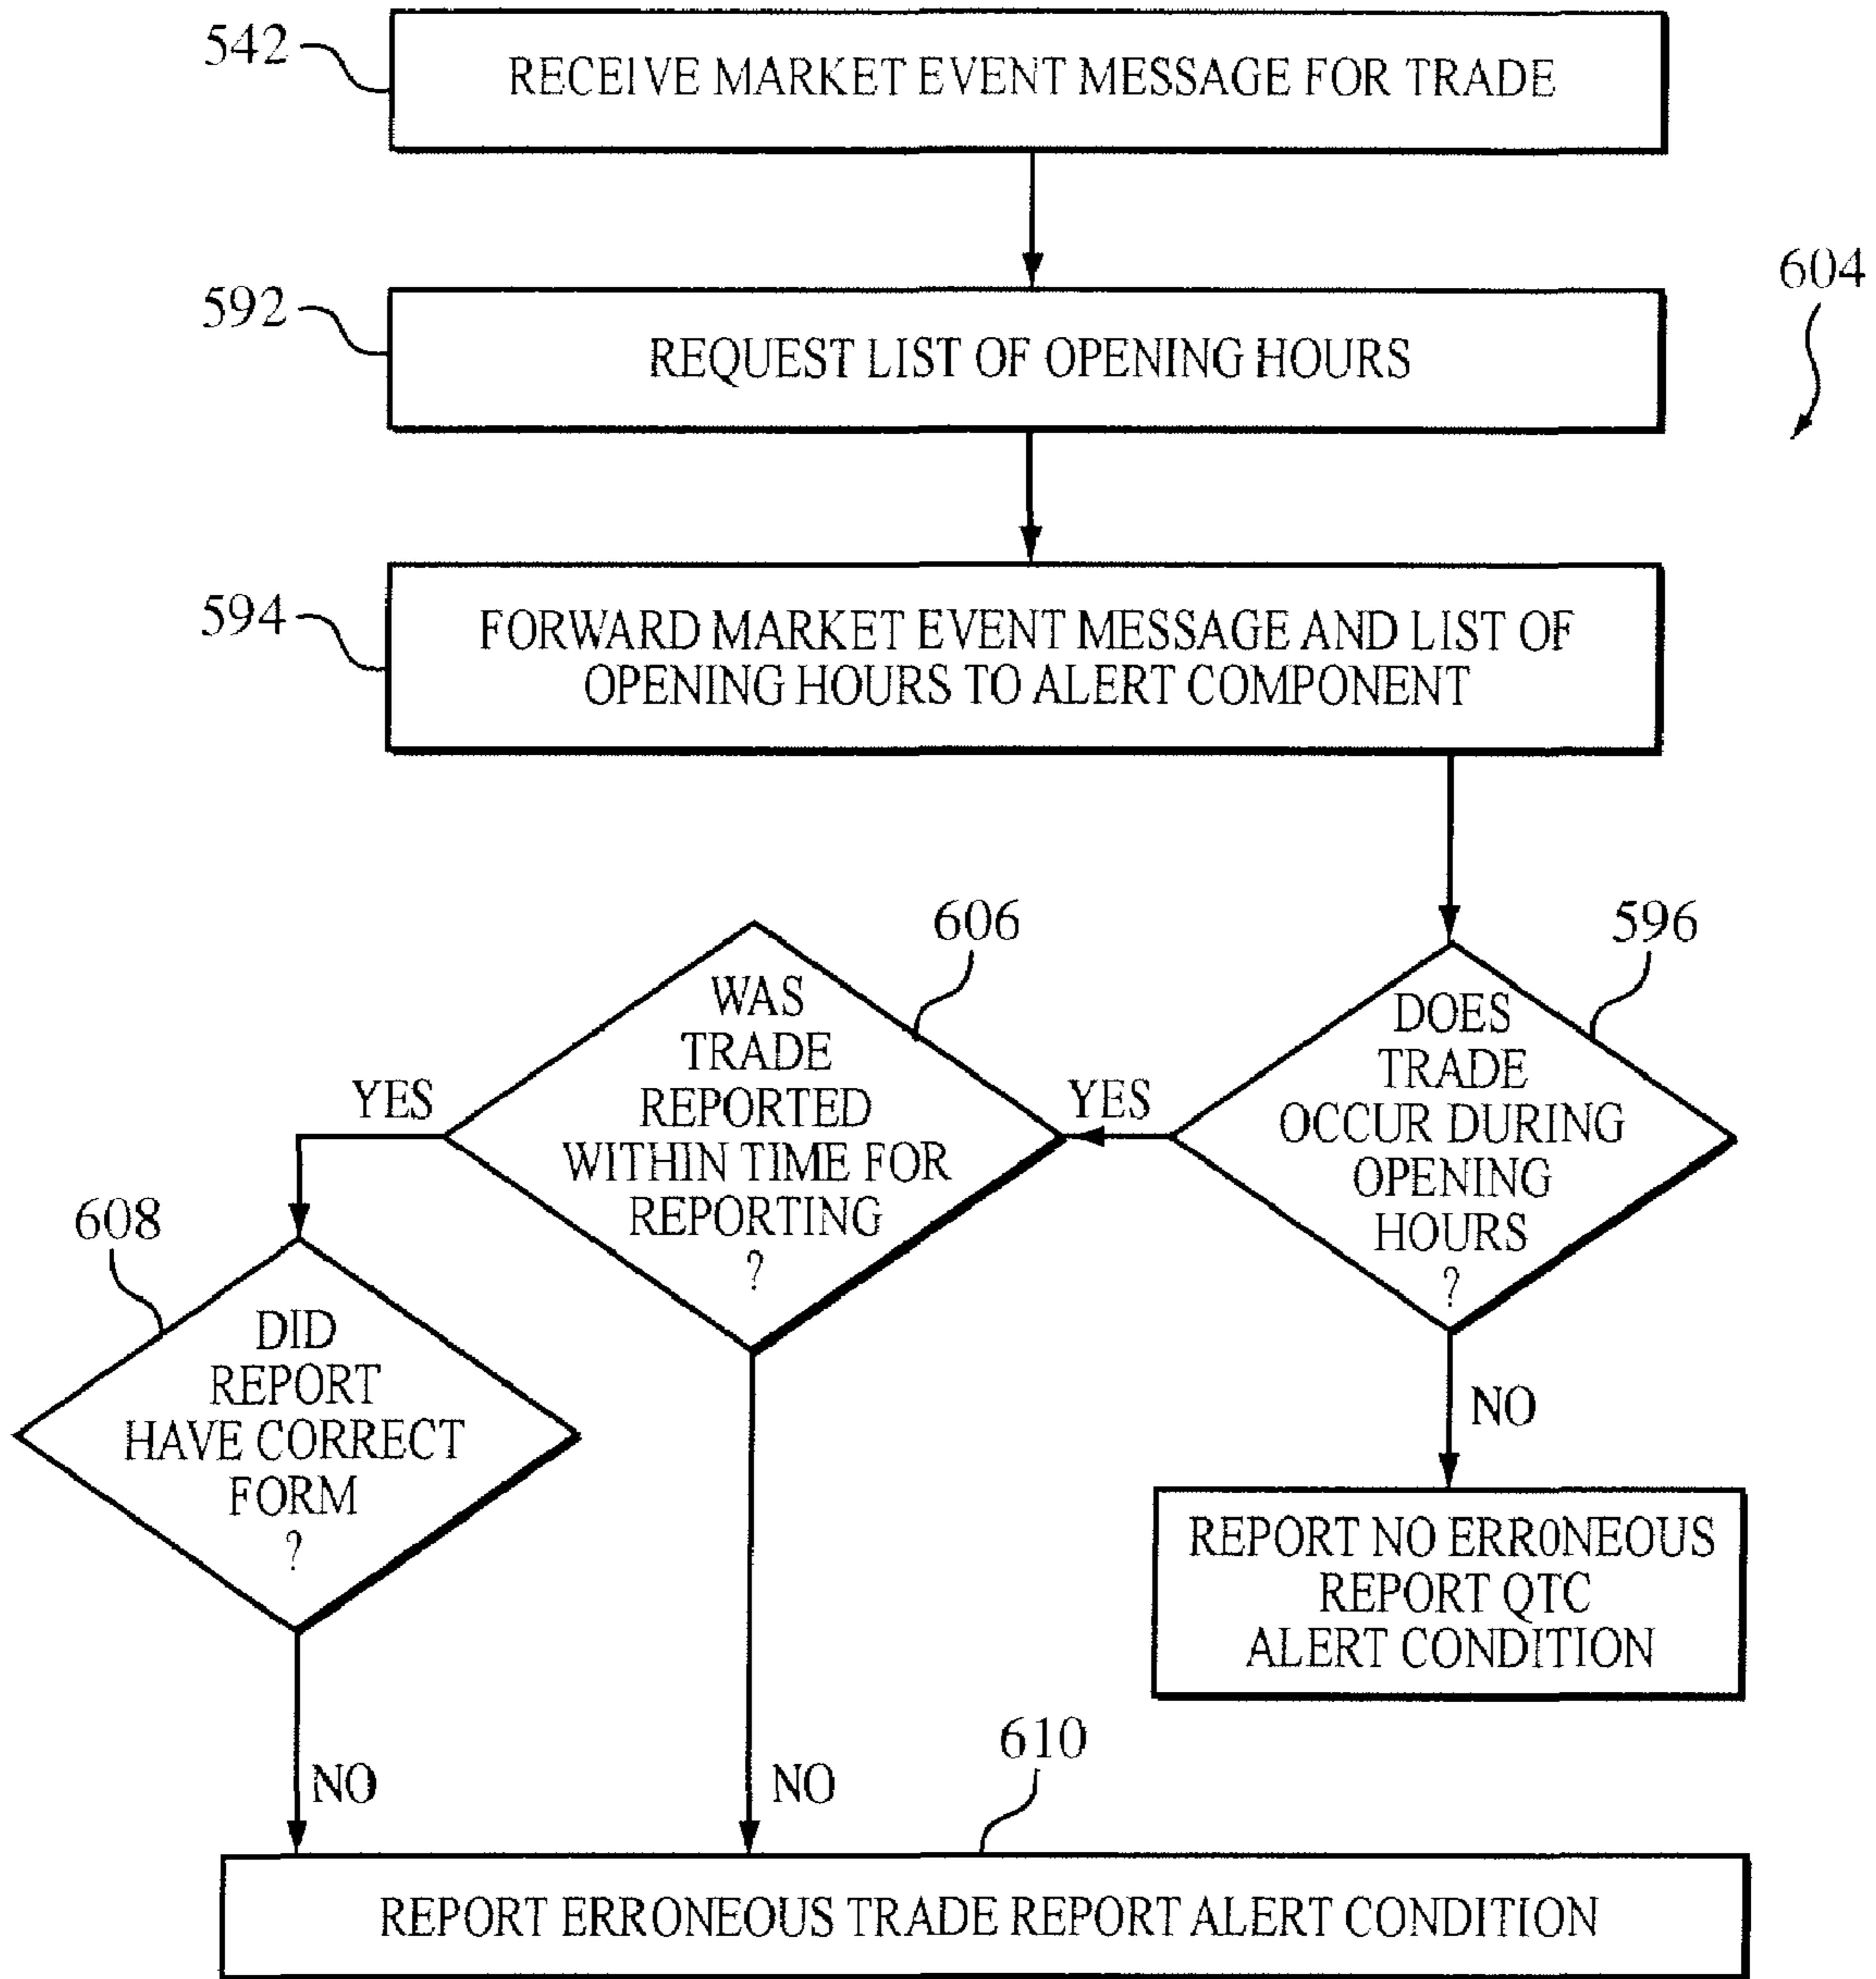 542
RECEIVE MARKET EVENT MESSAGE FOR TRADE
592
REQUEST LIST OF OPENING HOURS
604
594
FORWARD MARKET EVENT MESSAGE AND LIST OF
OPENING HOURS TO ALERT COMPONENT
606
596
WAS
TRADE
REPORTED
WITHIN TIME FOR
REPORTING
?
DOES
TRADE
OCCUR DURING
OPENING
HOURS
?
YES
YES
608
DID
REPORT
HAVE CORRECT
FORM
?
NO
REPORT NO ERR0NEOUS
REPORT QTC
ALERT CONDITION
NO
NO
610
REPORT ERRONEOUS TRADE REPORT ALERT CONDITION